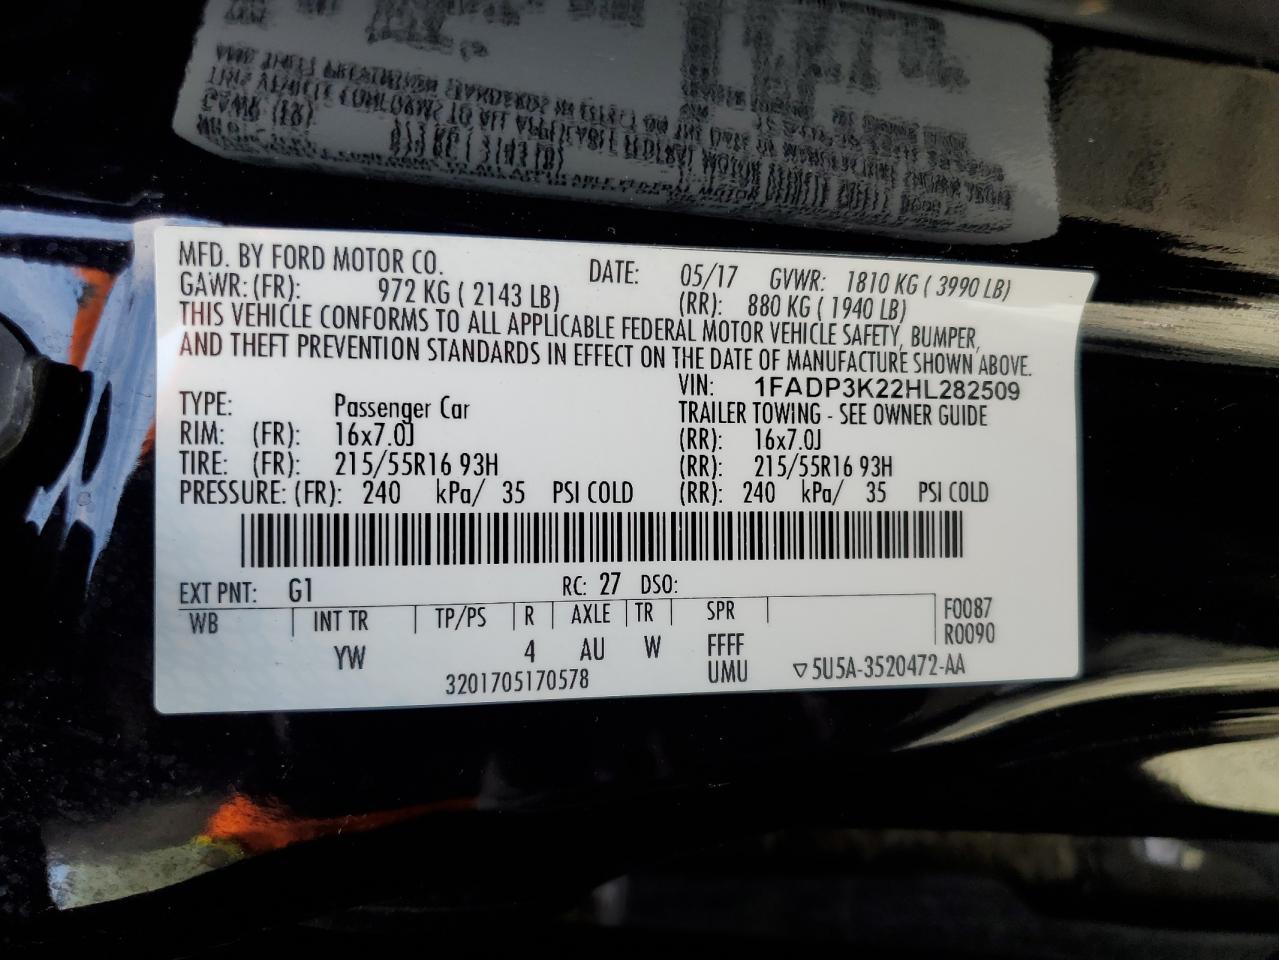 MFD. BY FORD MOTOR CO. DATE: 05/17 GVWR: 1810 KG ( 3990 LB)
GAWR: (FR): 972 KG ( 2143 LB) (RR): 880 KG ( 1940 LB)
THIS VEHICLE CONFORMS TO ALL APPLICABLE FEDERAL MOTOR VEHICLE SAFETY, BUMPER,
AND THEFT PREVENTION STANDARDS IN EFFECT ON THE DATE OF MANUFACTURE SHOWN ABOVE.
VIN: 1FADP3K22HL282509
TYPE: Passenger Car TRAILER TOWING - SEE OWNER GUIDE
RIM: (FR): 16x7.0J (RR): 16x7.0J
TIRE: (FR): 215/55R16 93H (RR): 215/55R16 93H
PRESSURE: (FR): 240 kPa/ 35 PSI COLD (RR): 240 kPa/ 35 PSI COLD
EXT PNT: G1 RC: 27 DSO:
WB INT TR TP/PS R AXLE TR SPR F0087
YW 4 AU W FFFF R0090
3201705170578 UMU ▽5U5A-3520472-AA